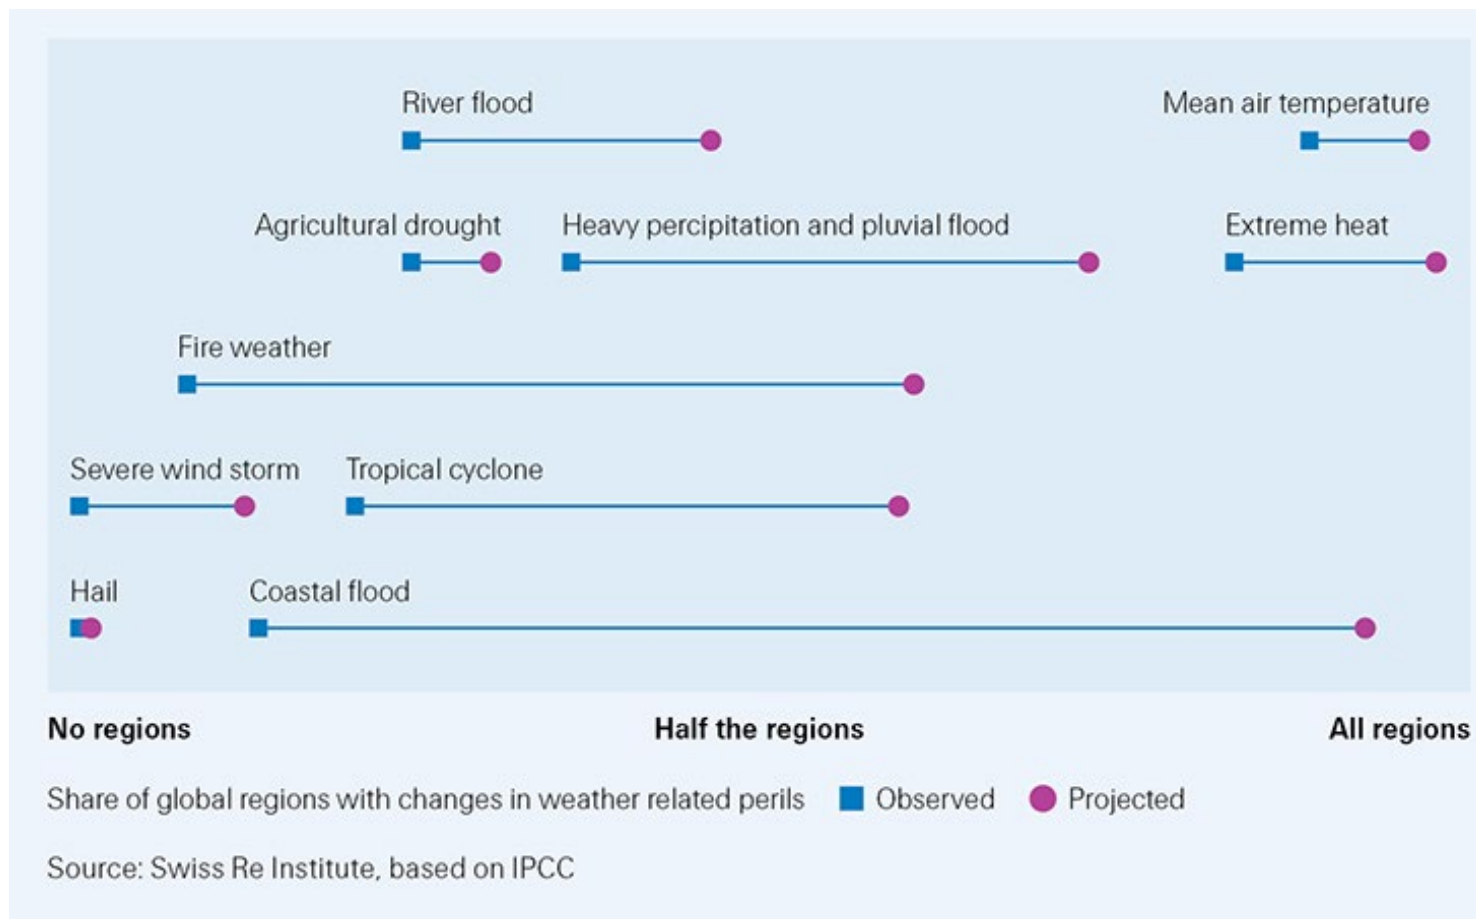 River flood
Mean air temperature
Agricultural drought
Heavy percipitation and pluvial flood
Extreme heat
Fire weather
Severe wind storm
Tropical cyclone
Hail
Coastal flood
No regions
Half the regions
All regions
Share of global regions with changes in weather related perils
Observed
Projected
Source: Swiss Re Institute, based on IPCC